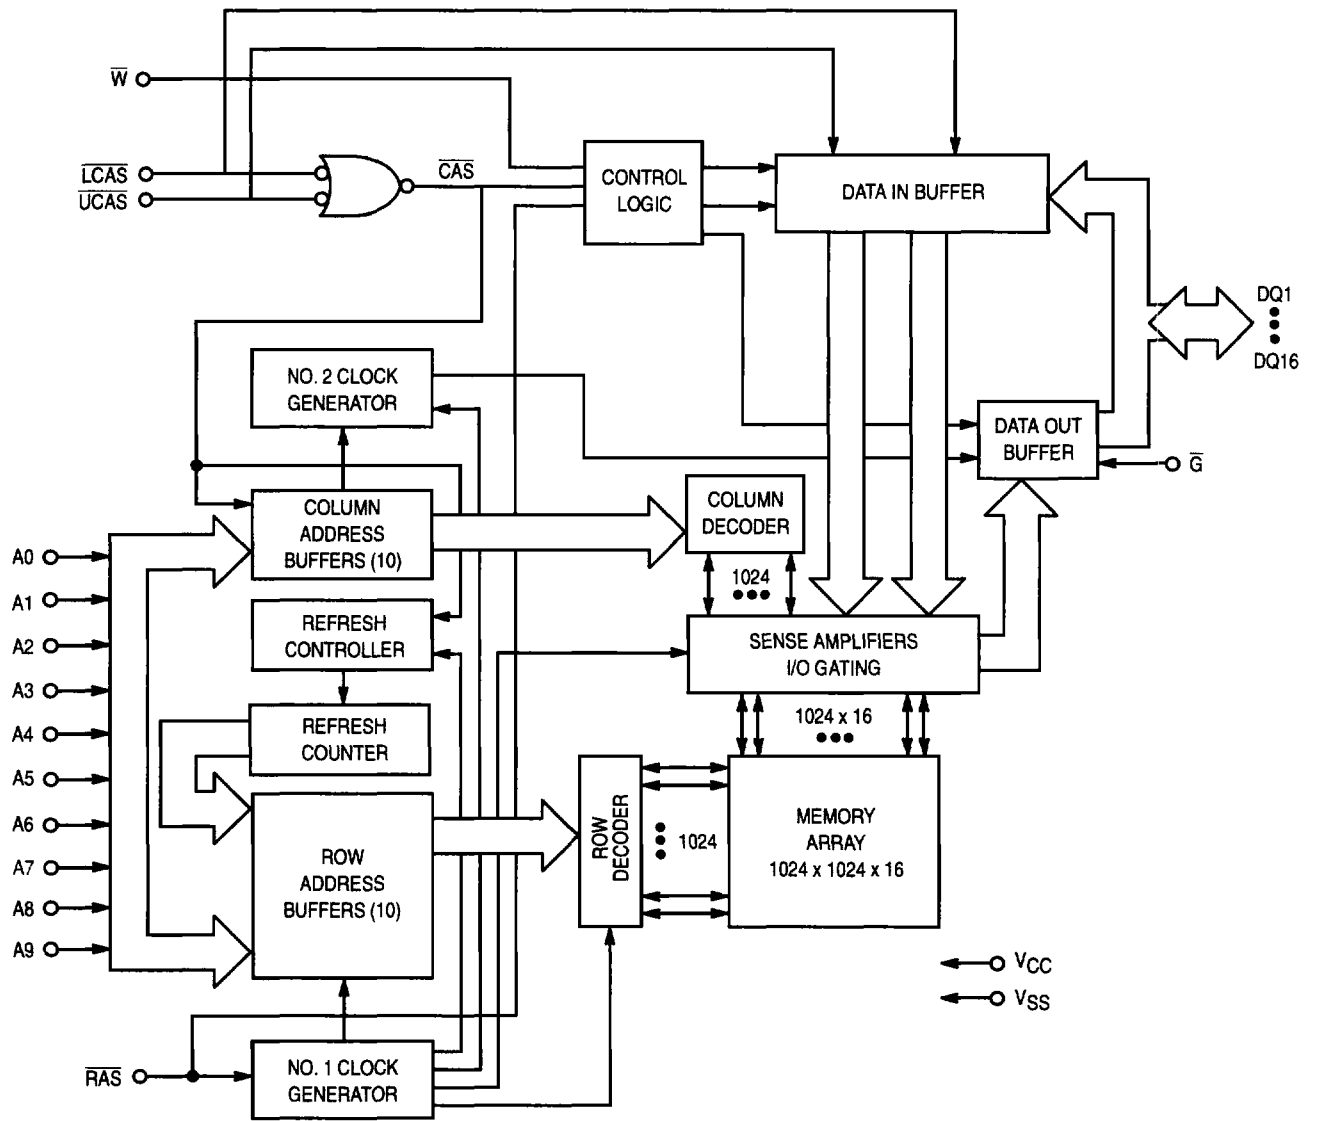 W
LCAS
UCAS
CAS
CONTROL
LOGIC
DATA IN BUFFER
DQ1
DQ16
NO. 2 CLOCK
GENERATOR
DATA OUT
BUFFER
G
COLUMN
ADDRESS
BUFFERS (10)
COLUMN
DECODER
1024
A0
A1
A2
A3
A4
A5
A6
A7
A8
A9
REFRESH
CONTROLLER
SENSE AMPLIFIERS
I/O GATING
REFRESH
COUNTER
1024 x 16
ROW
DECODER
1024
MEMORY
ARRAY
1024 x 1024 x 16
ROW
ADDRESS
BUFFERS (10)
VCC
VSS
RAS
NO. 1 CLOCK
GENERATOR